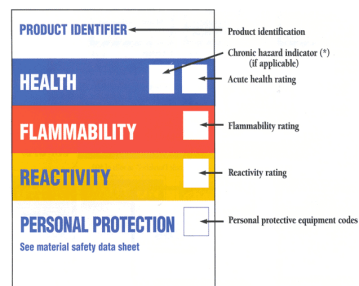 PRODUCT IDENTIFIER
Product identification
Chronic hazard indicator (*)
(if applicable)
HEALTH
Acute health rating
FLAMMABILITY
Flammability rating
REACTIVITY
Reactivity rating
PERSONAL PROTECTION
Personal protective equipment codes
See material safety data sheet